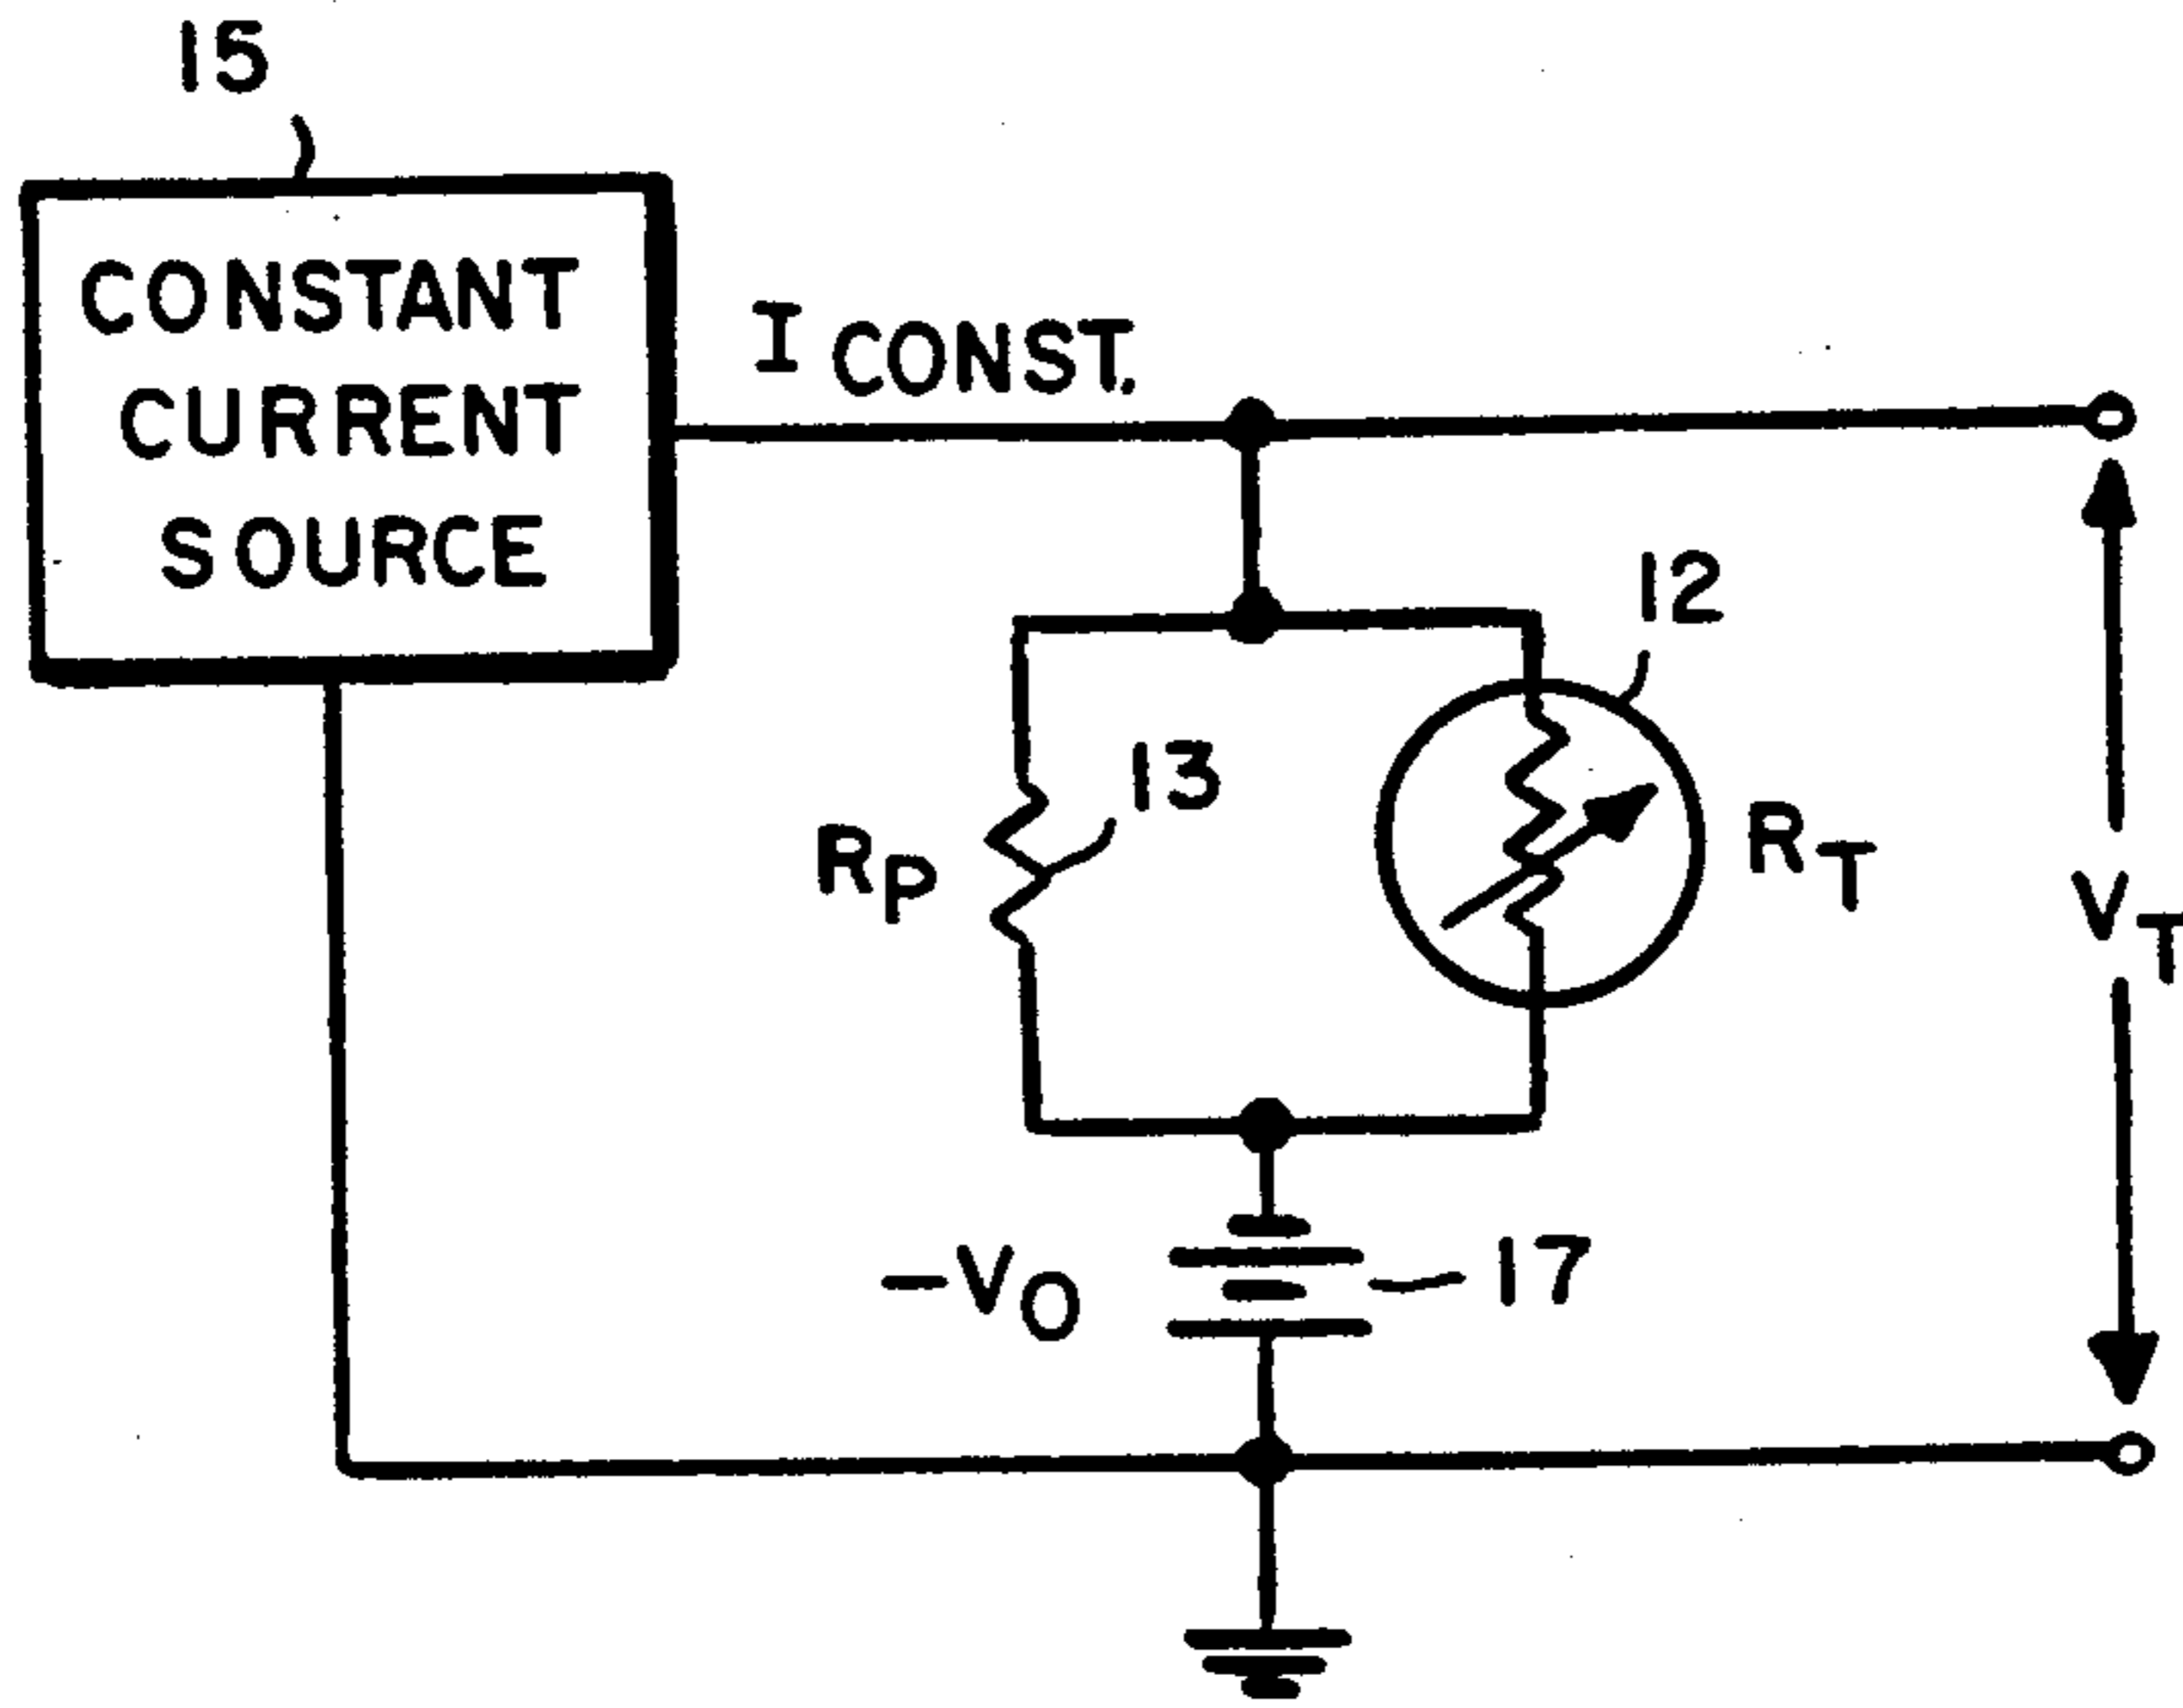 15
CONSTANT
CURRENT
SOURCE
I CONST.
12
13
RP
RT
VT
-VO
17